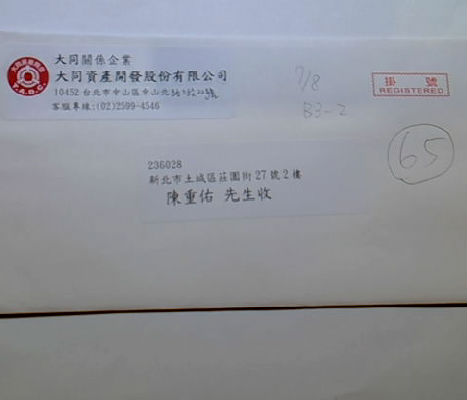 大同關係企業
大同資產開發股份有限公司
10452 台北市中山區中山北路3段22號
客服專線:(02)2599-4546
T.A.D.C.
掛號
REGISTERED
7/8
B3-2
65
236028
新北市土城區莊園街27號2樓
陳重佑 先生收